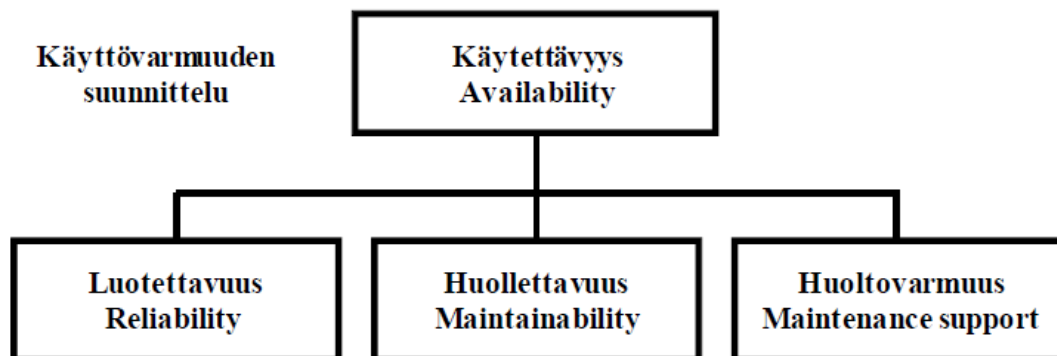 Käyttövarmuuden
suunnittelu
Käytettävyys
Availability
Luotettavuus
Reliability
Huollettavuus
Maintainability
Huoltovarmuus
Maintenance support